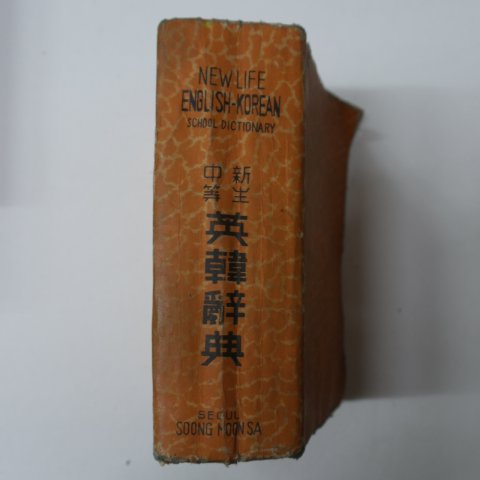 NEW LIFE
ENGLISH-KOREAN
SCHOOL DICTIONARY
新生
中等
英韓辭典
SEOUL
SOONG MOON SA